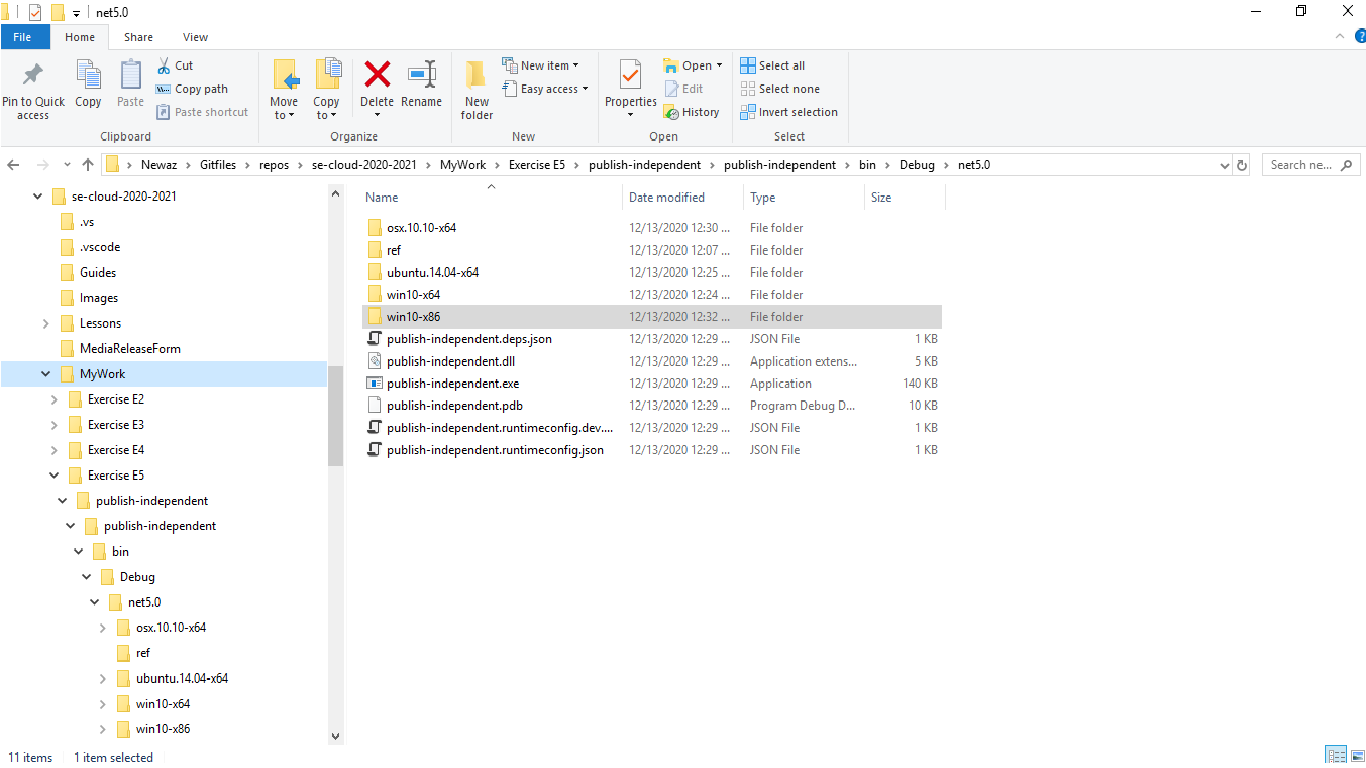 net5.0
File Home Share View
Pin to Quick access
Copy
Paste
Cut
Copy path
Paste shortcut
Clipboard
Move to
Copy to
Delete
Rename
Organize
New folder
New item
Easy access
New
Properties
Open
Edit
History
Open
Select all
Select none
Invert selection
Select
Newaz › Gitfiles › repos › se-cloud-2020-2021 › MyWork › Exercise E5 › publish-independent › publish-independent › bin › Debug › net5.0
Search ne...
se-cloud-2020-2021
.vs
.vscode
Guides
Images
Lessons
MediaReleaseForm
MyWork
Exercise E2
Exercise E3
Exercise E4
Exercise E5
publish-independent
publish-independent
bin
Debug
net5.0
osx.10.10-x64
ref
ubuntu.14.04-x64
win10-x64
win10-x86
Name Date modified Type Size
osx.10.10-x64 12/13/2020 12:30 ... File folder
ref 12/13/2020 12:07 ... File folder
ubuntu.14.04-x64 12/13/2020 12:25 ... File folder
win10-x64 12/13/2020 12:24 ... File folder
win10-x86 12/13/2020 12:32 ... File folder
publish-independent.deps.json 12/13/2020 12:29 ... JSON File 1 KB
publish-independent.dll 12/13/2020 12:29 ... Application extens... 5 KB
publish-independent.exe 12/13/2020 12:29 ... Application 140 KB
publish-independent.pdb 12/13/2020 12:29 ... Program Debug D... 10 KB
publish-independent.runtimeconfig.dev.... 12/13/2020 12:29 ... JSON File 1 KB
publish-independent.runtimeconfig.json 12/13/2020 12:29 ... JSON File 1 KB
11 items 1 item selected